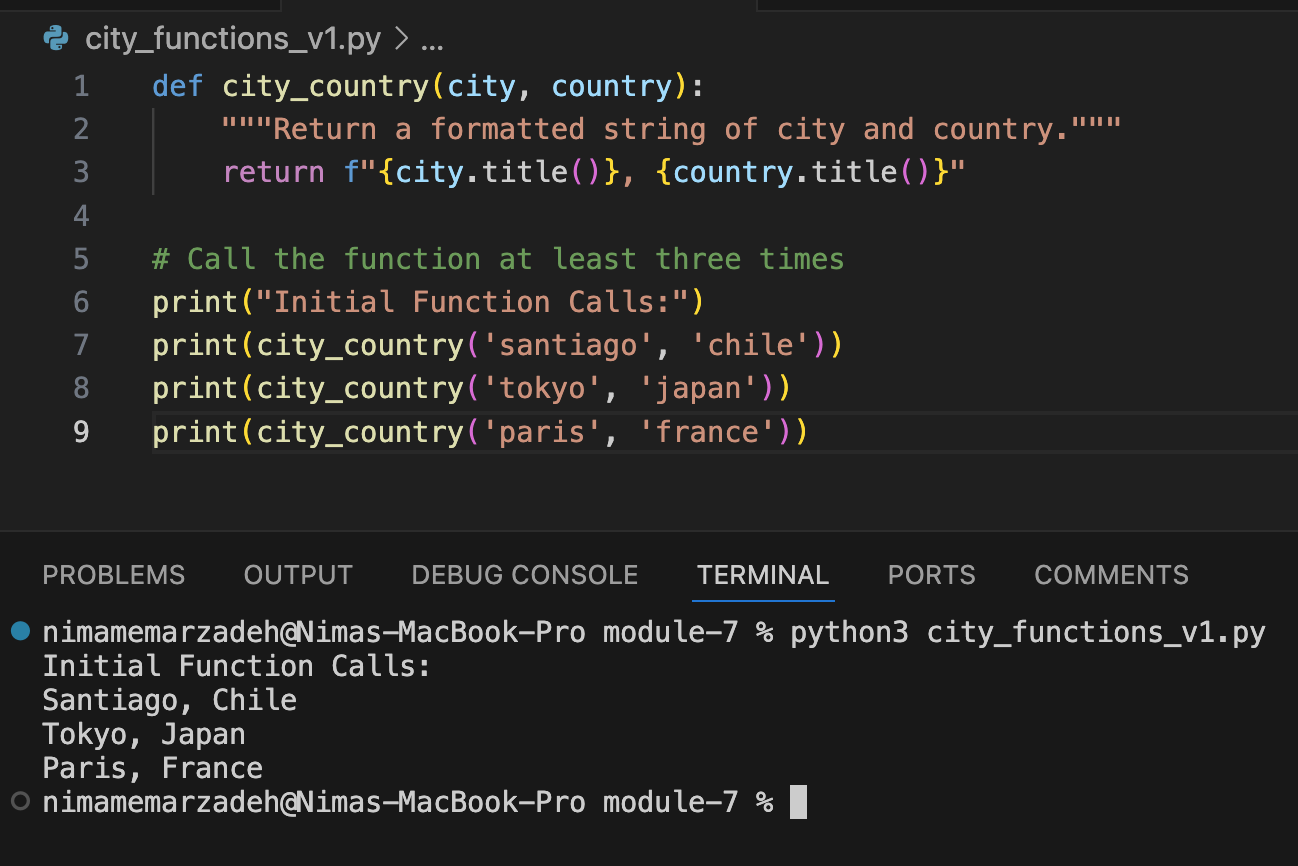 city_functions_v1.py > ...
1 def city_country(city, country):
2     """Return a formatted string of city and country."""
3     return f"{city.title()}, {country.title()}"
4
5 # Call the function at least three times
6 print("Initial Function Calls:")
7 print(city_country('santiago', 'chile'))
8 print(city_country('tokyo', 'japan'))
9 print(city_country('paris', 'france'))
PROBLEMS OUTPUT DEBUG CONSOLE TERMINAL PORTS COMMENTS
nimamemarzadeh@Nimas-MacBook-Pro module-7 % python3 city_functions_v1.py
Initial Function Calls:
Santiago, Chile
Tokyo, Japan
Paris, France
nimamemarzadeh@Nimas-MacBook-Pro module-7 %